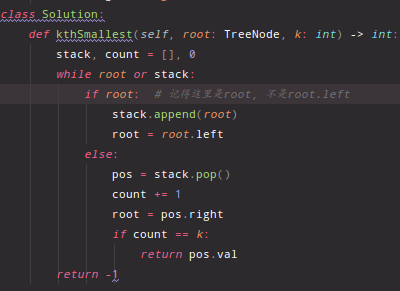 class Solution:
    def kthSmallest(self, root: TreeNode, k: int) -> int:
        stack, count = [], 0
        while root or stack:
            if root:  # 记得这里是root, 不是root.left
                stack.append(root)
                root = root.left
            else:
                pos = stack.pop()
                count += 1
                root = pos.right
                if count == k:
                    return pos.val
        return -1